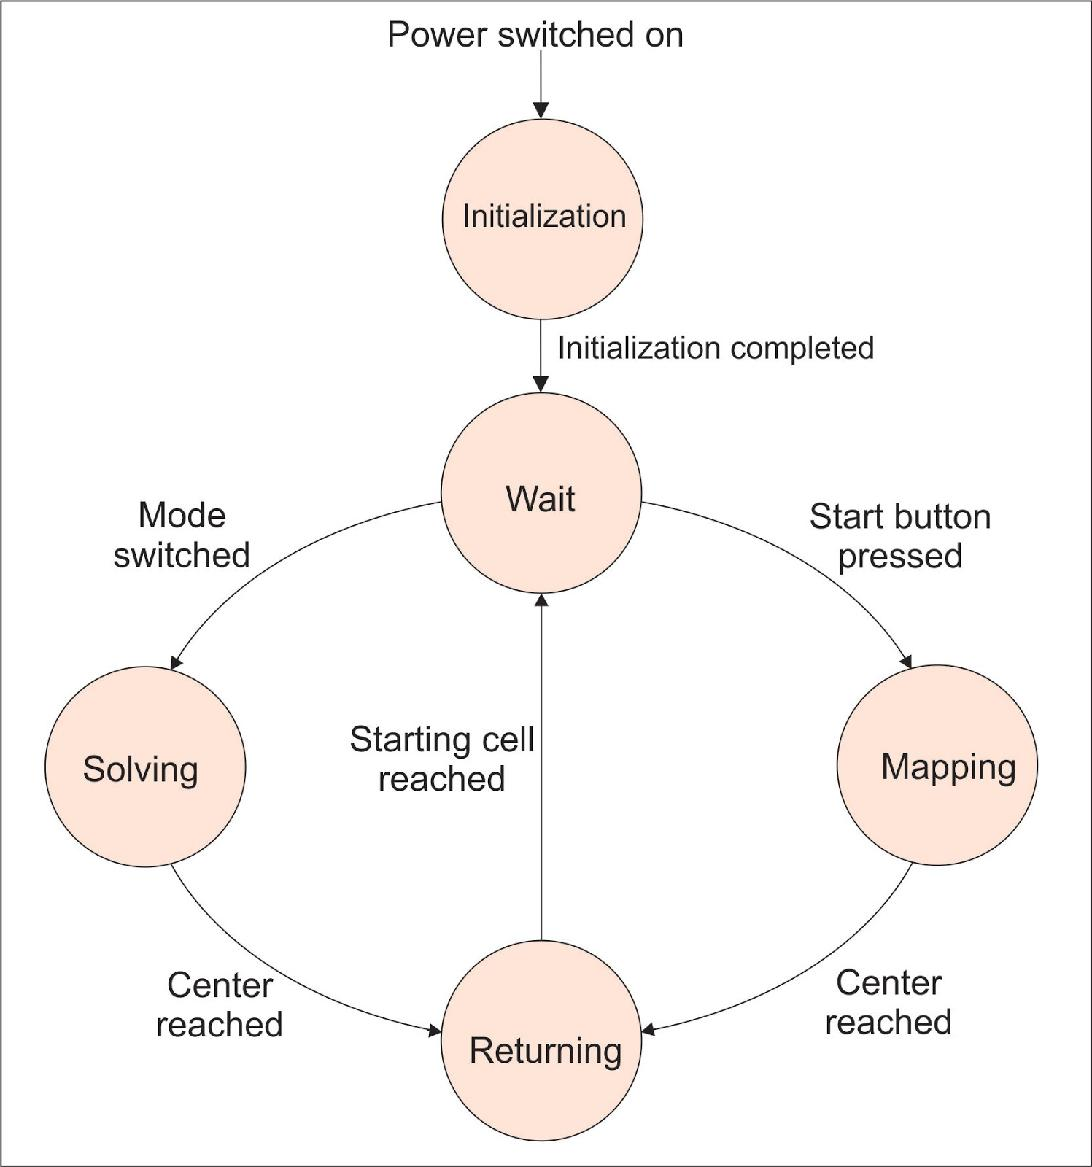 Power switched on
Initialization
Initialization completed
Wait
Mode
switched
Start button
pressed
Solving
Starting cell
reached
Mapping
Center
reached
Center
reached
Returning